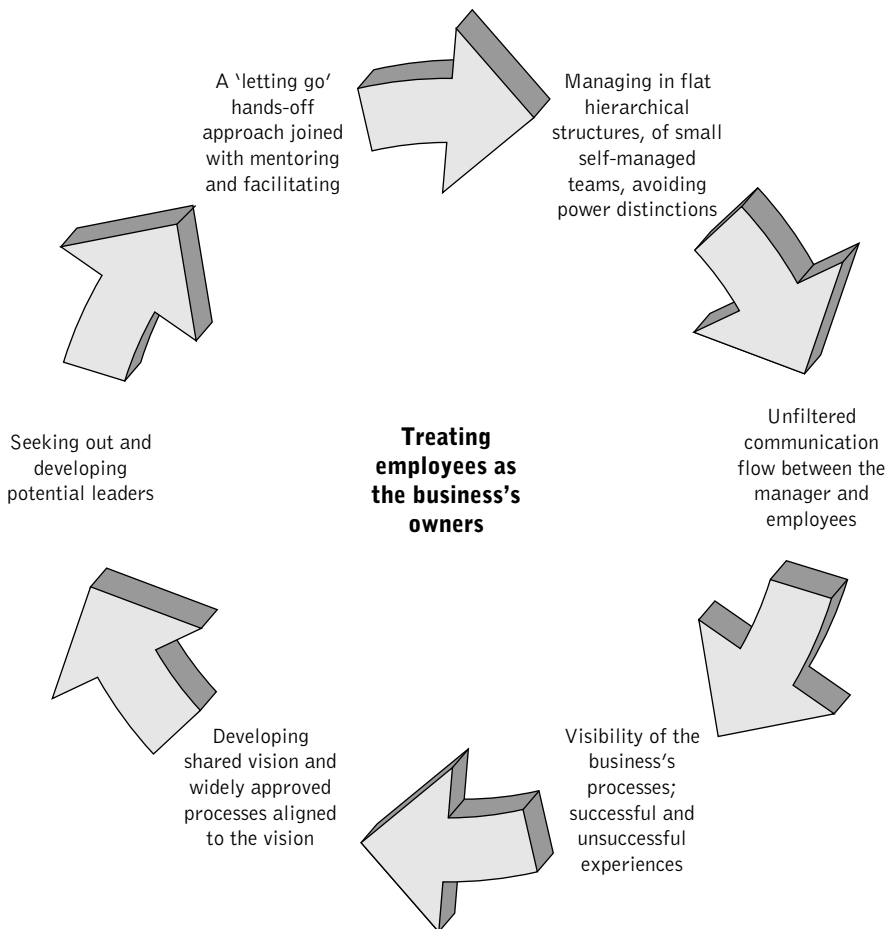 A ‘letting go’
hands-off
approach joined
with mentoring
and facilitating
Managing in flat
hierarchical
structures, of small
self-managed
teams, avoiding
power distinctions
Unfiltered
communication
flow between the
manager and
employees
Visibility of the
business’s
processes;
successful and
unsuccessful
experiences
Developing
shared vision and
widely approved
processes aligned
to the vision
Seeking out and
developing
potential leaders
Treating
employees as
the business’s
owners